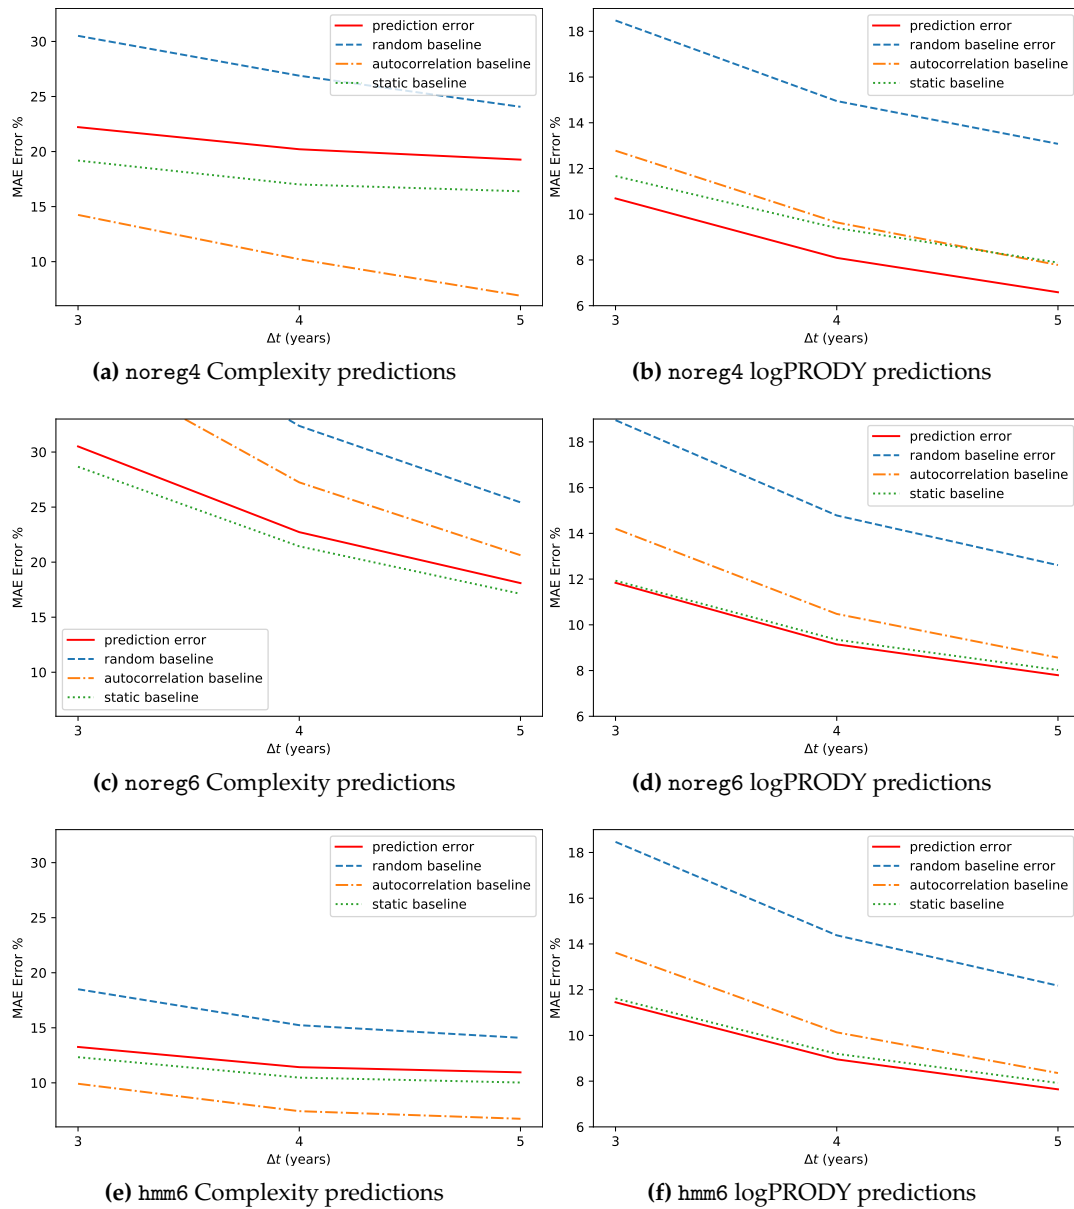 prediction error
random baseline
autocorrelation baseline
static baseline
30
25
20
15
10
MAE Error %
3
4
5
Δt (years)
(a) noreg4 Complexity predictions
prediction error
random baseline error
autocorrelation baseline
static baseline
18
16
14
12
10
8
6
MAE Error %
3
4
5
Δt (years)
(b) noreg4 logPRODY predictions
30
25
20
15
10
MAE Error %
prediction error
random baseline
autocorrelation baseline
static baseline
3
4
5
Δt (years)
(c) noreg6 Complexity predictions
prediction error
random baseline error
autocorrelation baseline
static baseline
18
16
14
12
10
8
6
MAE Error %
3
4
5
Δt (years)
(d) noreg6 logPRODY predictions
prediction error
random baseline
autocorrelation baseline
static baseline
30
25
20
15
10
MAE Error %
3
4
5
Δt (years)
(e) hmm6 Complexity predictions
prediction error
random baseline error
autocorrelation baseline
static baseline
18
16
14
12
10
8
6
MAE Error %
3
4
5
Δt (years)
(f) hmm6 logPRODY predictions